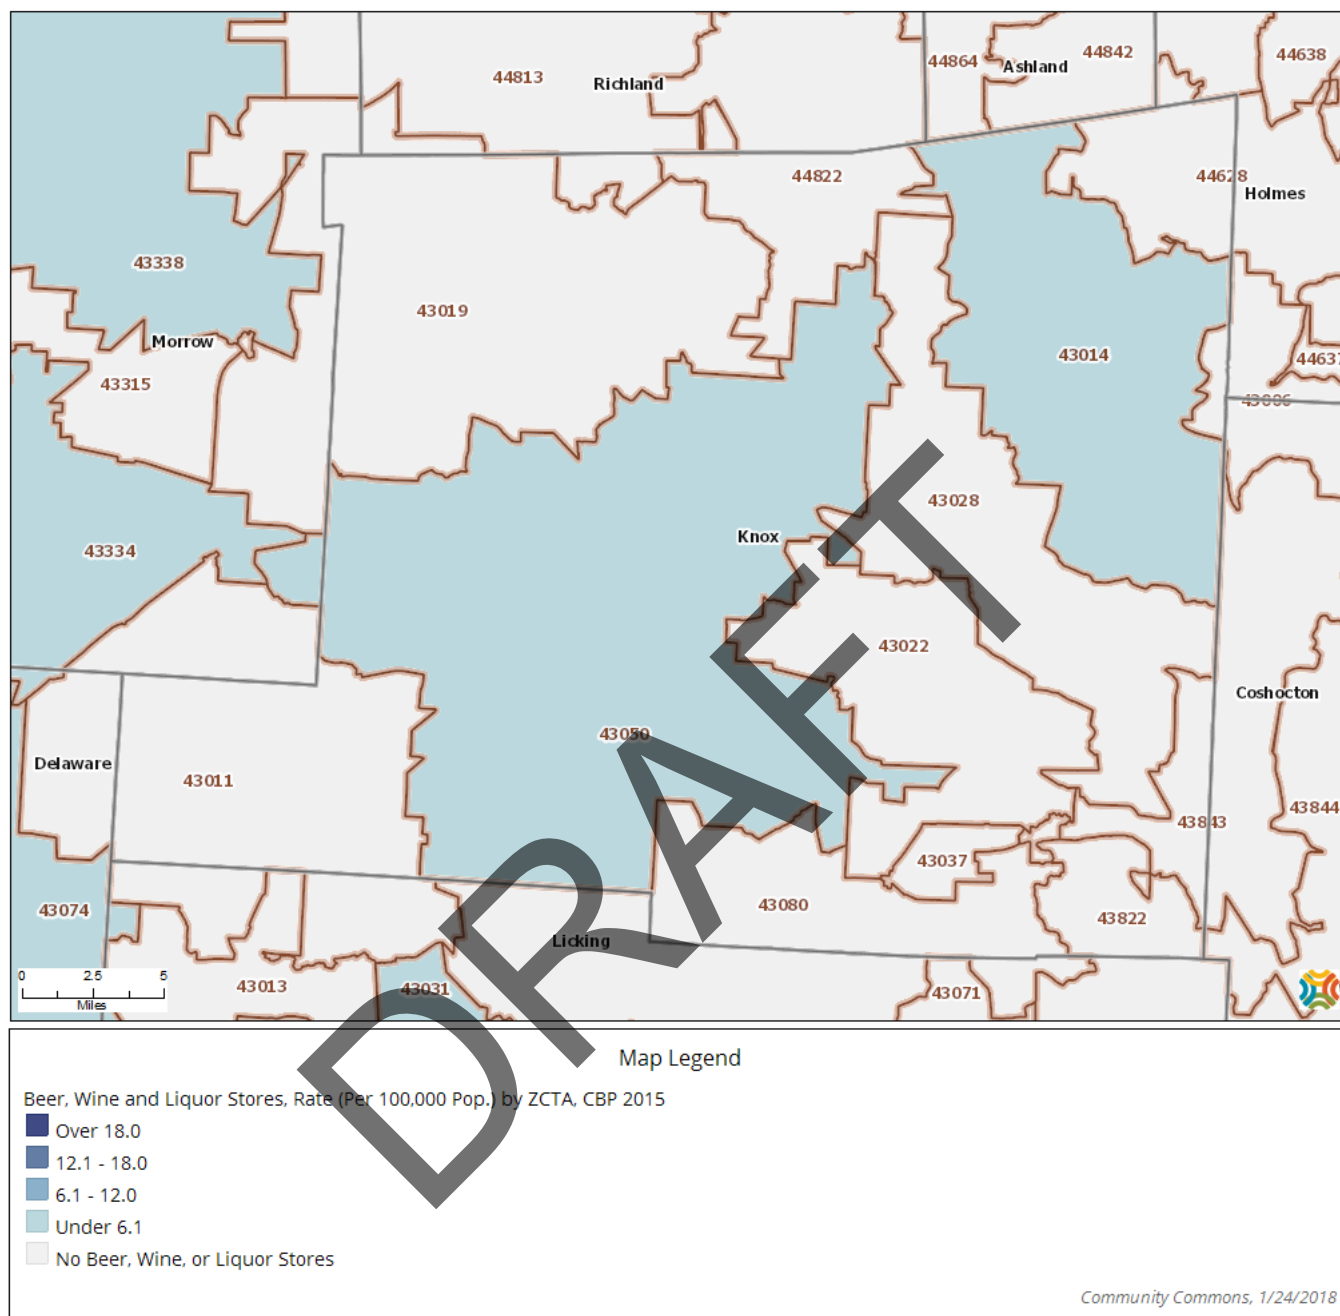 44813
Richland
44864
Ashland
44842
44638
44822
44628
Holmes
43338
43019
Morrow
43315
43014
44637
43006
43028
43334
Knox
43022
Coshocton
43050
Delaware
43011
43843
43844
43037
43074
43080
43822
Licking
43013
43031
43071
0 2.5 5
Miles
DRAFT
Map Legend
Beer, Wine and Liquor Stores, Rate (Per 100,000 Pop.) by ZCTA, CBP 2015
Over 18.0
12.1 - 18.0
6.1 - 12.0
Under 6.1
No Beer, Wine, or Liquor Stores
Community Commons, 1/24/2018